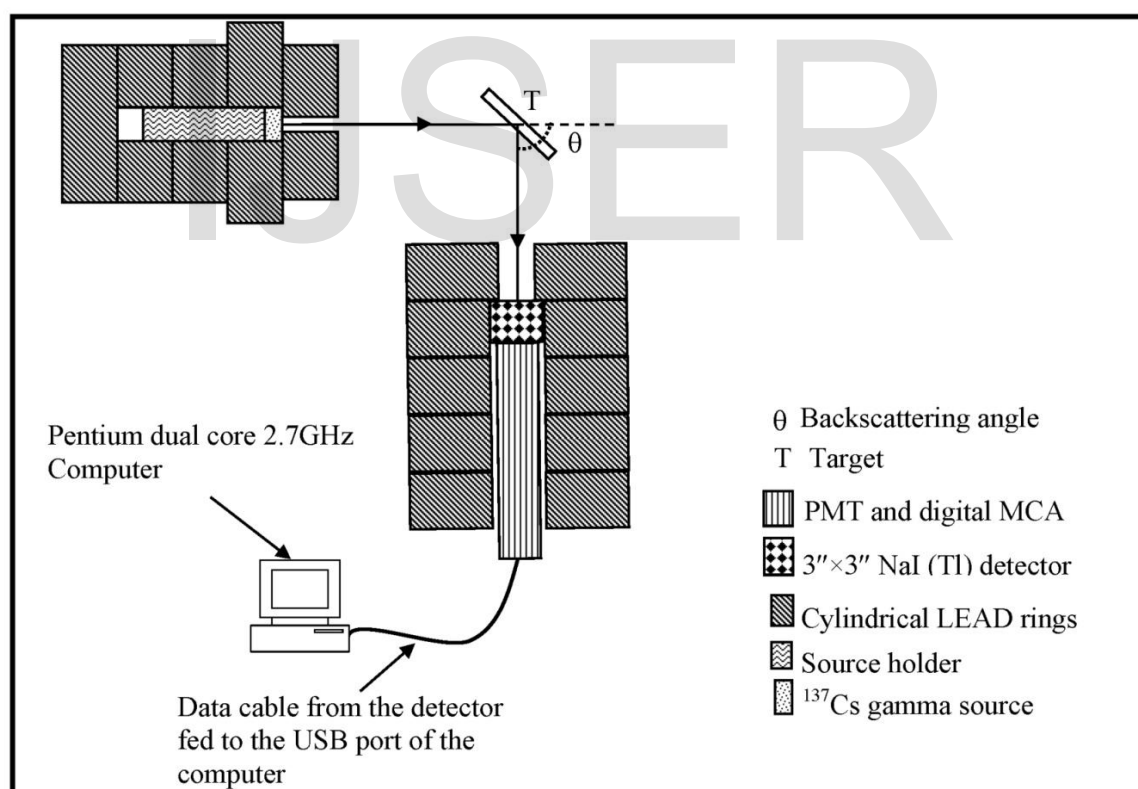 IJSER
T
θ
Pentium dual core 2.7GHz
Computer
θ Backscattering angle
T Target
PMT and digital MCA
3"×3" NaI (Tl) detector
Cylindrical LEAD rings
Source holder
¹³⁷Cs gamma source
Data cable from the detector
fed to the USB port of the
computer